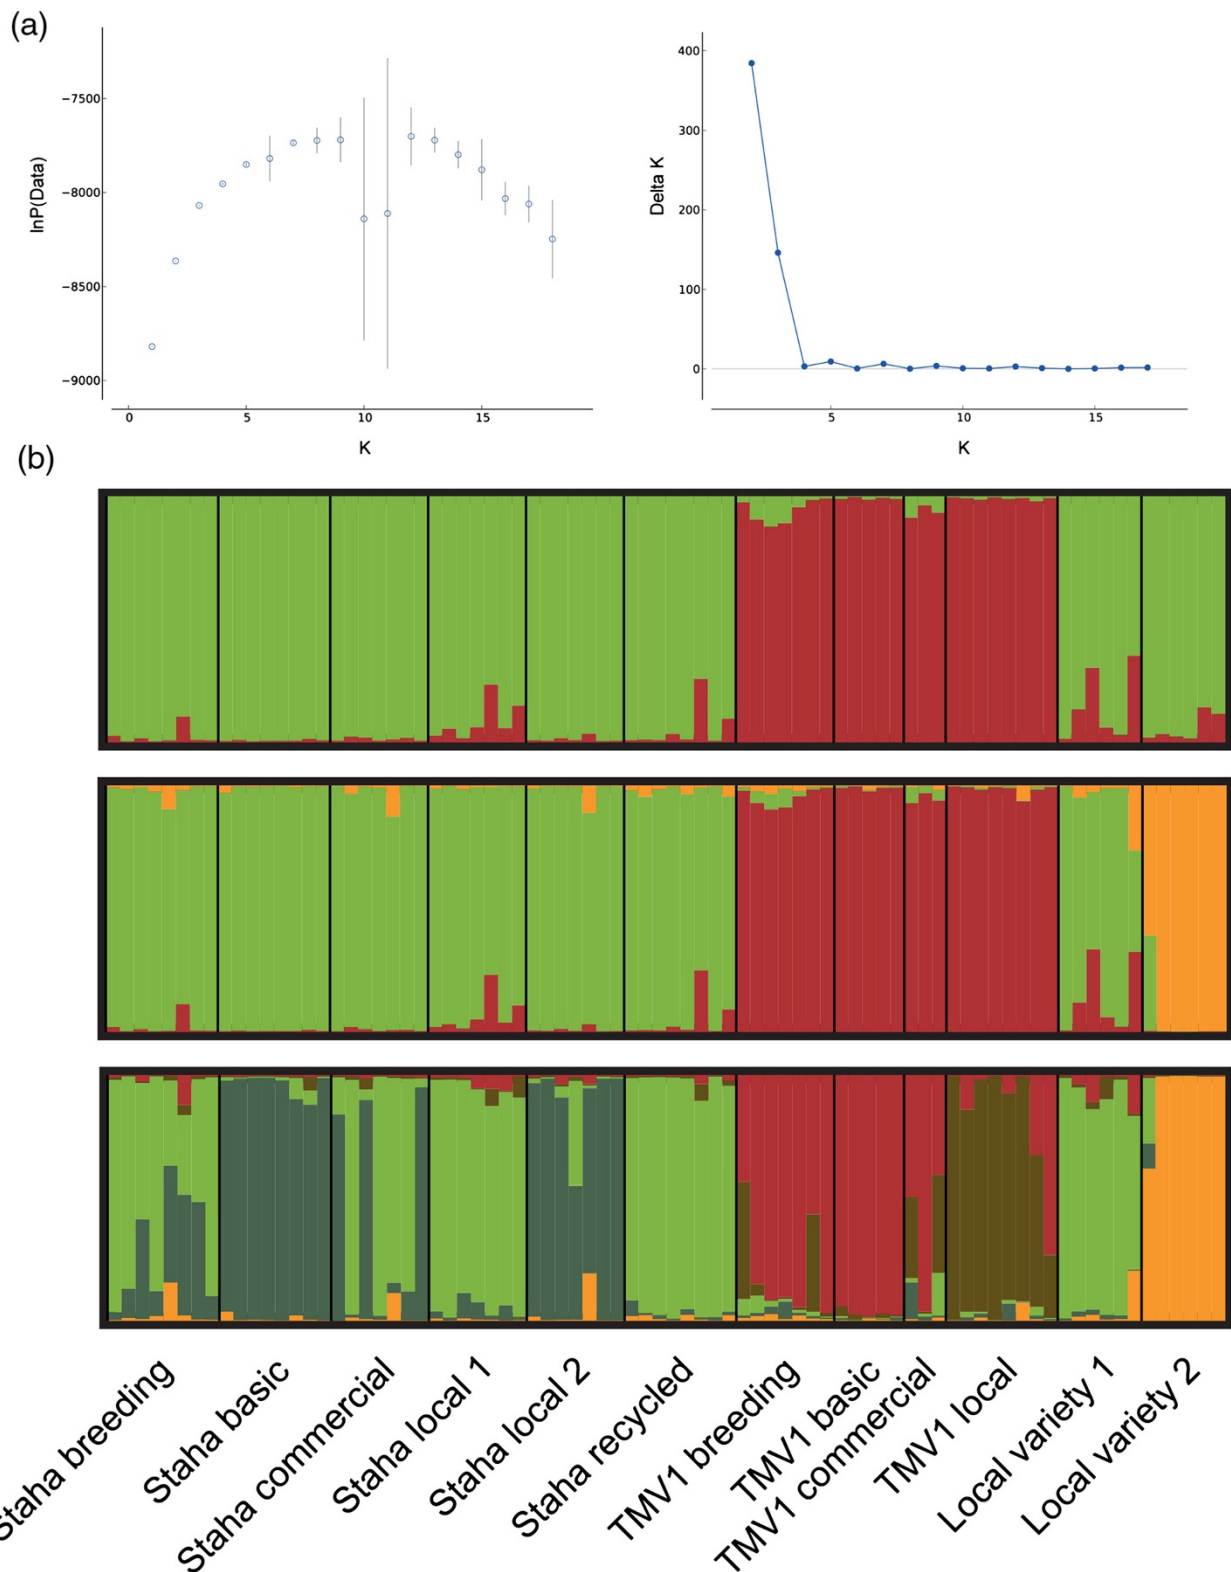 (a)
−7500
−8000
−8500
−9000
lnP(Data)
0 5 10 15
K
400
300
200
100
0
Delta K
5 10 15
K
(b)
Staha breeding
Staha basic
Staha commercial
Staha local 1
Staha local 2
Staha recycled
TMV1 breeding
TMV1 basic
TMV1 commercial
TMV1 local
Local variety 1
Local variety 2